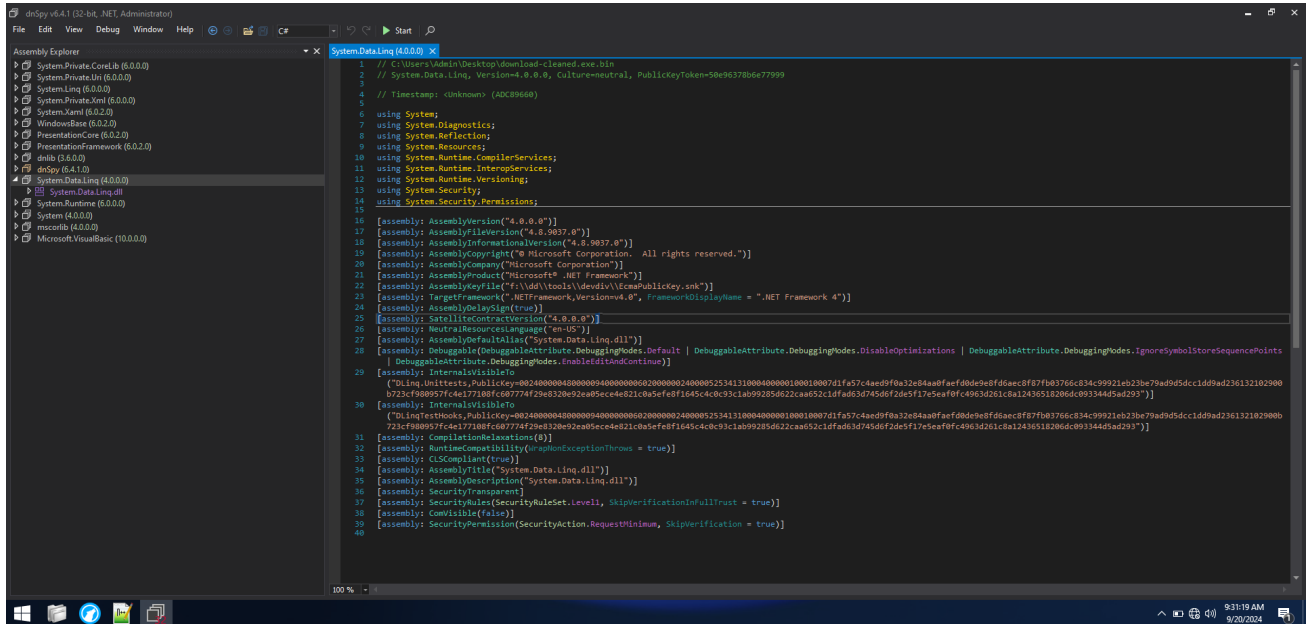 dnSpy v6.4.1 (32-bit, .NET, Administrator)
File Edit View Debug Window Help C# Start
Assembly Explorer
System.Private.CoreLib (6.0.0.0)
System.Private.Uri (6.0.0.0)
System.Linq (6.0.0.0)
System.Private.Xml (6.0.0.0)
System.Xaml (6.0.2.0)
WindowsBase (6.0.2.0)
PresentationCore (6.0.2.0)
PresentationFramework (6.0.2.0)
dnlib (3.6.0.0)
dnSpy (6.4.1.0)
System.Data.Linq (4.0.0.0)
System.Data.Linq.dll
System.Runtime (6.0.0.0)
System (4.0.0.0)
mscorlib (4.0.0.0)
Microsoft.VisualBasic (10.0.0.0)
System.Data.Linq (4.0.0.0)
1 // C:\Users\Admin\Desktop\download-cleaned.exe.bin
2 // System.Data.Linq, Version=4.0.0.0, Culture=neutral, PublicKeyToken=50e96378b6e77999
3
4 // Timestamp: <Unknown> (ADC89660)
5
6 using System;
7 using System.Diagnostics;
8 using System.Reflection;
9 using System.Resources;
10 using System.Runtime.CompilerServices;
11 using System.Runtime.InteropServices;
12 using System.Runtime.Versioning;
13 using System.Security;
14 using System.Security.Permissions;
15
16 [assembly: AssemblyVersion("4.0.0.0")]
17 [assembly: AssemblyFileVersion("4.8.9037.0")]
18 [assembly: AssemblyInformationalVersion("4.8.9037.0")]
19 [assembly: AssemblyCopyright("© Microsoft Corporation.  All rights reserved.")]
20 [assembly: AssemblyCompany("Microsoft Corporation")]
21 [assembly: AssemblyProduct("Microsoft® .NET Framework")]
22 [assembly: AssemblyKeyFile("f:\\dd\\tools\\devdiv\\EcmaPublicKey.snk")]
23 [assembly: TargetFramework(".NETFramework,Version=v4.0", FrameworkDisplayName = ".NET Framework 4")]
24 [assembly: AssemblyDelaySign(true)]
25 [assembly: SatelliteContractVersion("4.0.0.0")]
26 [assembly: NeutralResourcesLanguage("en-US")]
27 [assembly: AssemblyDefaultAlias("System.Data.Linq.dll")]
28 [assembly: Debuggable(DebuggableAttribute.DebuggingModes.Default | DebuggableAttribute.DebuggingModes.DisableOptimizations | DebuggableAttribute.DebuggingModes.IgnoreSymbolStoreSequencePoints
| DebuggableAttribute.DebuggingModes.EnableEditAndContinue)]
29 [assembly: InternalsVisibleTo
("DLinq.Unittests,PublicKey=
30 [assembly: InternalsVisibleTo
("DLinqTestHooks,PublicKey=
31 [assembly: CompilationRelaxations(8)]
32 [assembly: RuntimeCompatibility(WrapNonExceptionThrows = true)]
33 [assembly: CLSCompliant(true)]
34 [assembly: AssemblyTitle("System.Data.Linq.dll")]
35 [assembly: AssemblyDescription("System.Data.Linq.dll")]
36 [assembly: SecurityTransparent]
37 [assembly: SecurityRules(SecurityRuleSet.Level1, SkipVerificationInFullTrust = true)]
38 [assembly: ComVisible(false)]
39 [assembly: SecurityPermission(SecurityAction.RequestMinimum, SkipVerification = true)]
40
100 %
9:31:19 AM
9/20/2024